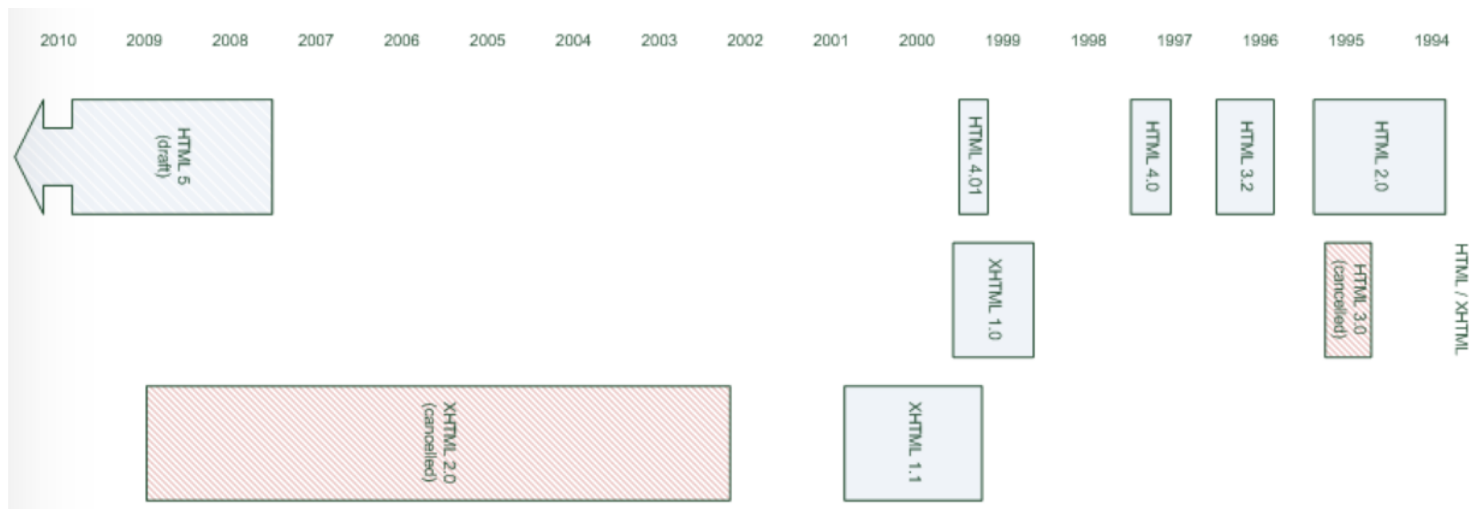 2010 2009 2008 2007 2006 2005 2004 2003 2002 2001 2000 1999 1998 1997 1996 1995 1994
HTML 5
(draft)
HTML 4.01
HTML 4.0
HTML 3.2
HTML 2.0
XHTML 1.0
HTML 3.0
(cancelled)
HTML / XHTML
XHTML 2.0
(cancelled)
XHTML 1.1